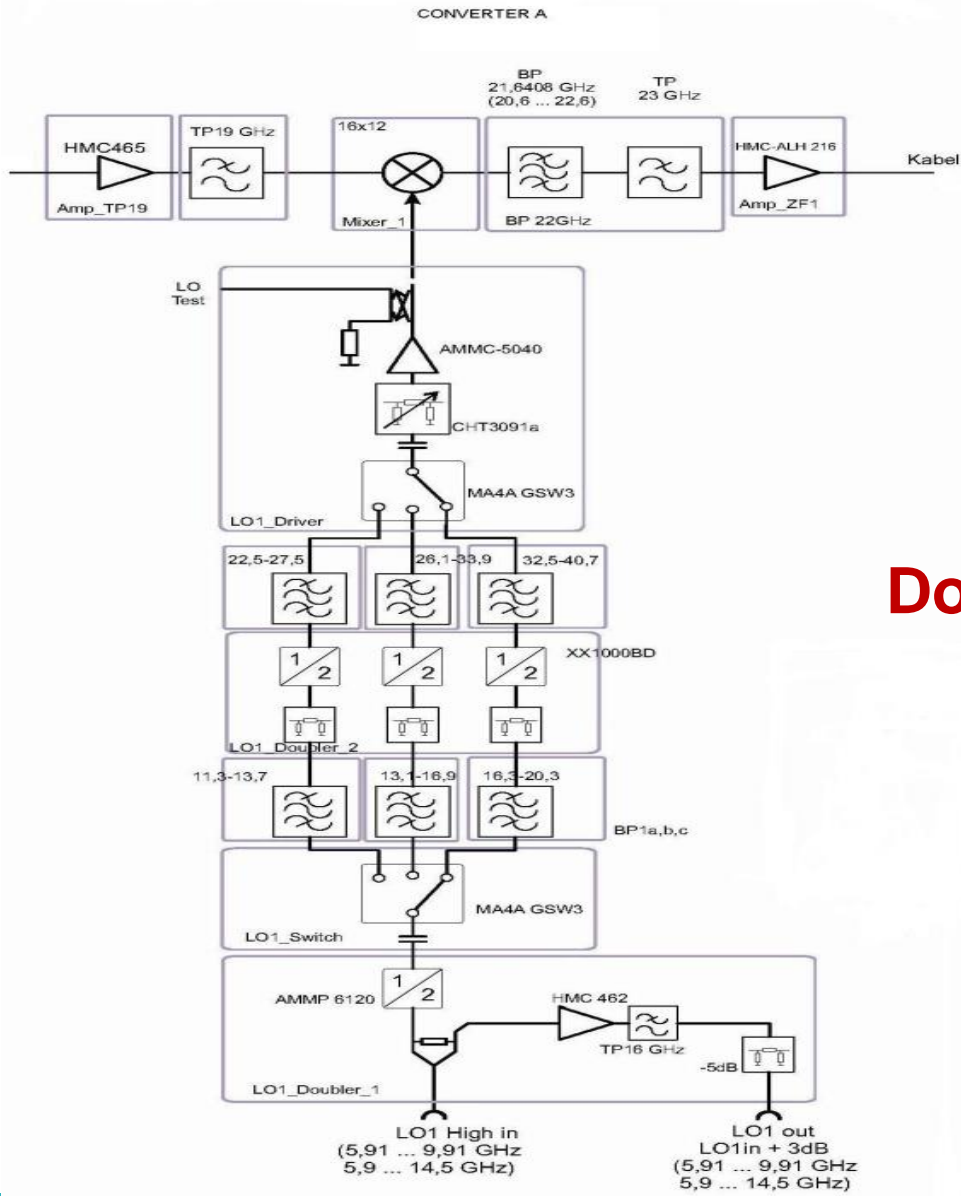 CONVERTER A
BP
21,6408 GHz
(20,6 ... 22,6)
TP
23 GHz
HMC465
TP19 GHz
16x12
HMC-ALH 216
Kabel
Amp_TP19
Mixer_1
BP 22GHz
Amp_ZF1
LO
Test
AMMC-5040
CHT3091a
MA4A GSW3
LO1_Driver
22,5-27,5
26,1-33,9
32,5-40,7
Do
1
2
1
2
1
2
XX1000BD
LO1_Doubler_2
11,3-13,7
13,1-16,9
16,3-20,3
BP1a,b,c
MA4A GSW3
LO1_Switch
AMMP 6120
1
2
HMC 462
TP16 GHz
-5dB
LO1_Doubler_1
LO1 High in
(5,91 ... 9,91 GHz
5,9 ... 14,5 GHz)
LO1 out
LO1in + 3dB
(5,91 ... 9,91 GHz
5,9 ... 14,5 GHz)